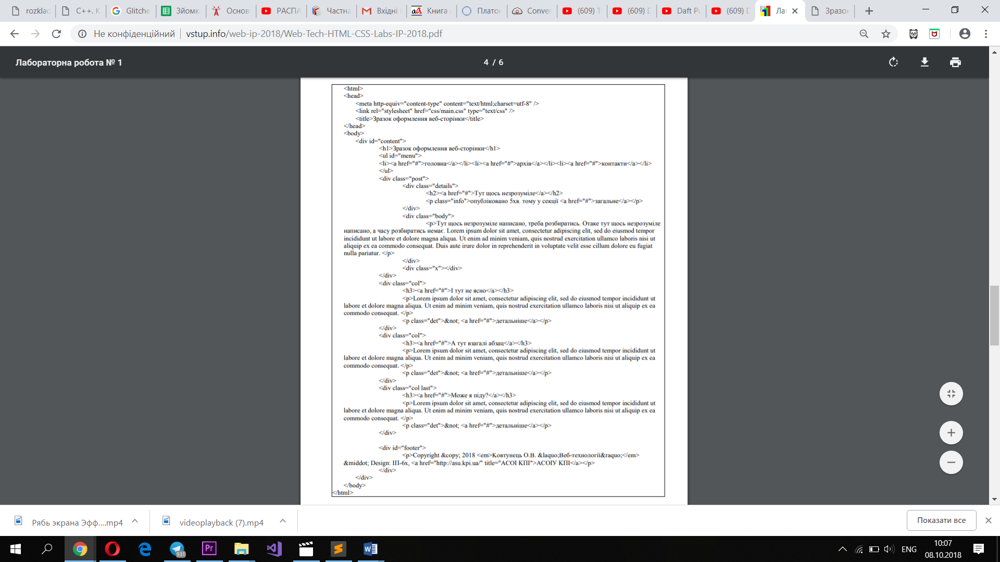 rozklad
C++. К
Glitche
Зйомк
Основ
РАСПА
Частна
Вхідні
Книга
Платон
Conver
(609) T
(609) D
Daft Pu
(609) D
Ла
Зразок
Не конфіденційний
vstup.info/web-ip-2018/Web-Tech-HTML-CSS-Labs-IP-2018.pdf
Лабораторна робота № 1
4 / 6
<html>
<head>
<meta http-equiv="content-type" content="text/html;charset=utf-8" />
<link rel="stylesheet" href="css/main.css" type="text/css" />
<title>Зразок оформлення веб-сторінки</title>
</head>
<body>
<div id="content">
<h1>Зразок оформлення веб-сторінки</h1>
<ul id="menu">
<li><a href="#">головна</a></li><li><a href="#">архів</a></li><li><a href="#">контакти</a></li>
</ul>
<div class="post">
<div class="details">
<h2><a href="#">Тут щось незрозуміле</a></h2>
<p class="info">опубліковано 5хв. тому у секції <a href="#">загальне</a></p>
</div>
<div class="body">
<p>Тут щось незрозуміле написано, треба розбиратись. Отаке тут щось незрозуміле
написано, а часу розбиратись немає. Lorem ipsum dolor sit amet, consectetur adipiscing elit, sed do eiusmod tempor
incididunt ut labore et dolore magna aliqua. Ut enim ad minim veniam, quis nostrud exercitation ullamco laboris nisi ut
aliquip ex ea commodo consequat. Duis aute irure dolor in reprehenderit in voluptate velit esse cillum dolore eu fugiat
nulla pariatur. </p>
</div>
<div class="x"></div>
</div>
<div class="col">
<h3><a href="#">І тут не ясно</a></h3>
<p>Lorem ipsum dolor sit amet, consectetur adipiscing elit, sed do eiusmod tempor incididunt ut
labore et dolore magna aliqua. Ut enim ad minim veniam, quis nostrud exercitation ullamco laboris nisi ut aliquip ex ea
commodo consequat. </p>
<p class="det">&not; <a href="#">детальніше</a></p>
</div>
<div class="col">
<h3><a href="#">А тут взагалі абзац</a></h3>
<p>Lorem ipsum dolor sit amet, consectetur adipiscing elit, sed do eiusmod tempor incididunt ut
labore et dolore magna aliqua. Ut enim ad minim veniam, quis nostrud exercitation ullamco laboris nisi ut aliquip ex ea
commodo consequat. </p>
<p class="det">&not; <a href="#">детальніше</a></p>
</div>
<div class="col last">
<h3><a href="#">Може я піду?</a></h3>
<p>Lorem ipsum dolor sit amet, consectetur adipiscing elit, sed do eiusmod tempor incididunt ut
labore et dolore magna aliqua. Ut enim ad minim veniam, quis nostrud exercitation ullamco laboris nisi ut aliquip ex ea
commodo consequat. </p>
<p class="det">&not; <a href="#">детальніше</a></p>
</div>
<div id="footer">
<p>Copyright &copy; 2018 <em>Ковтунець О.В. &laquo;Веб-технології&raquo;</em>
&middot; Design: ІП-6х, <a href="http://asu.kpi.ua/" title="АСОІ КПІ">АСОІУ КПІ</a></p>
</div>
</div>
</body>
</html>
Рябь экрана Эфф....mp4
videoplayback (7).mp4
Показати все
931
Pr
ENG
10:07
08.10.2018